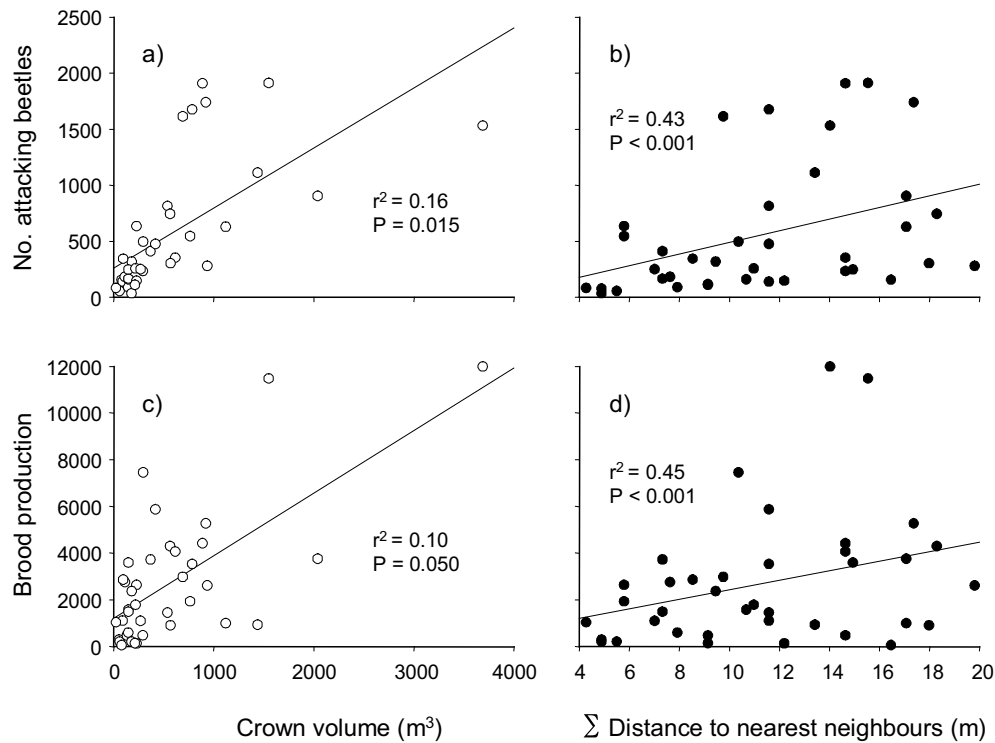 2500
2000
1500
1000
500
0
No. attacking beetles
a)
r² = 0.16
P = 0.015
b)
r² = 0.43
P < 0.001
12000
10000
8000
6000
4000
2000
0
Brood production
c)
r² = 0.10
P = 0.050
d)
r² = 0.45
P < 0.001
0 1000 2000 3000 4000
4 6 8 10 12 14 16 18 20
Crown volume (m³)
∑ Distance to nearest neighbours (m)